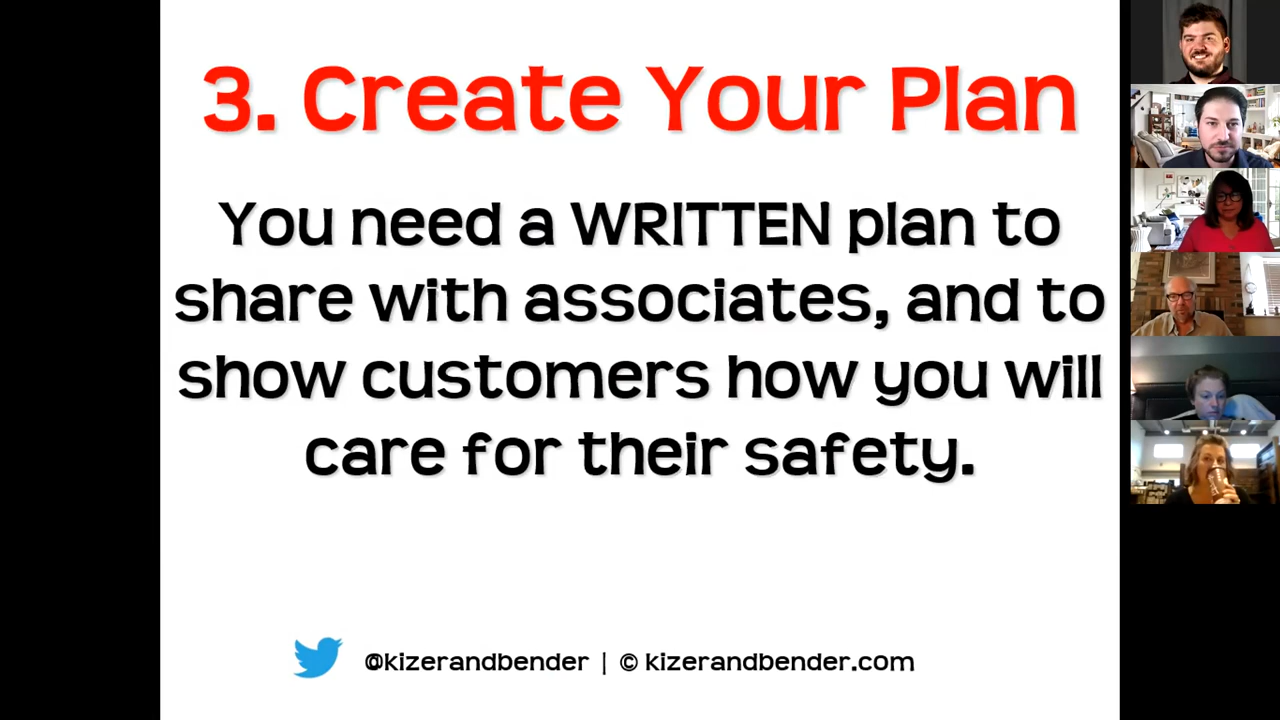 3. Create Your Plan
You need a WRITTEN plan to
share with associates, and to
show customers how you will
care for their safety.
@kizerandbender | © kizerandbender.com